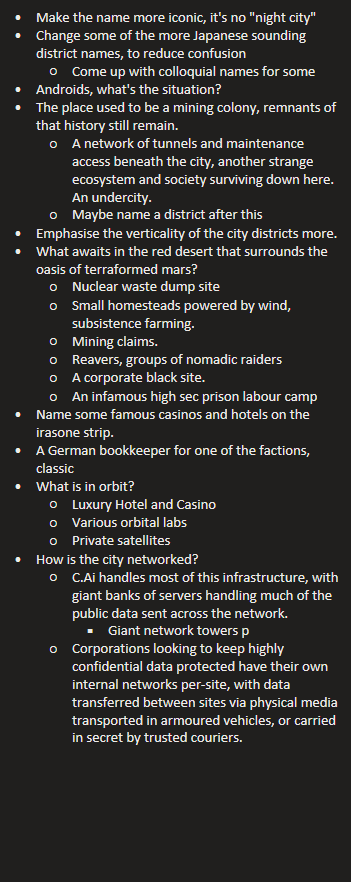 • Make the name more iconic, it's no "night city"
• Change some of the more Japanese sounding
district names, to reduce confusion
o Come up with colloquial names for some
• Androids, what's the situation?
• The place used to be a mining colony, remnants of
that history still remain.
o A network of tunnels and maintenance
access beneath the city, another strange
ecosystem and society surviving down here.
An undercity.
o Maybe name a district after this
• Emphasise the verticality of the city districts more.
• What awaits in the red desert that surrounds the
oasis of terraformed mars?
o Nuclear waste dump site
o Small homesteads powered by wind,
subsistence farming.
o Mining claims.
o Reavers, groups of nomadic raiders
o A corporate black site.
o An infamous high sec prison labour camp
• Name some famous casinos and hotels on the
irasone strip.
• A German bookkeeper for one of the factions,
classic
• What is in orbit?
o Luxury Hotel and Casino
o Various orbital labs
o Private satellites
• How is the city networked?
o C.Ai handles most of this infrastructure, with
giant banks of servers handling much of the
public data sent across the network.
▪ Giant network towers p
o Corporations looking to keep highly
confidential data protected have their own
internal networks per-site, with data
transferred between sites via physical media
transported in armoured vehicles, or carried
in secret by trusted couriers.